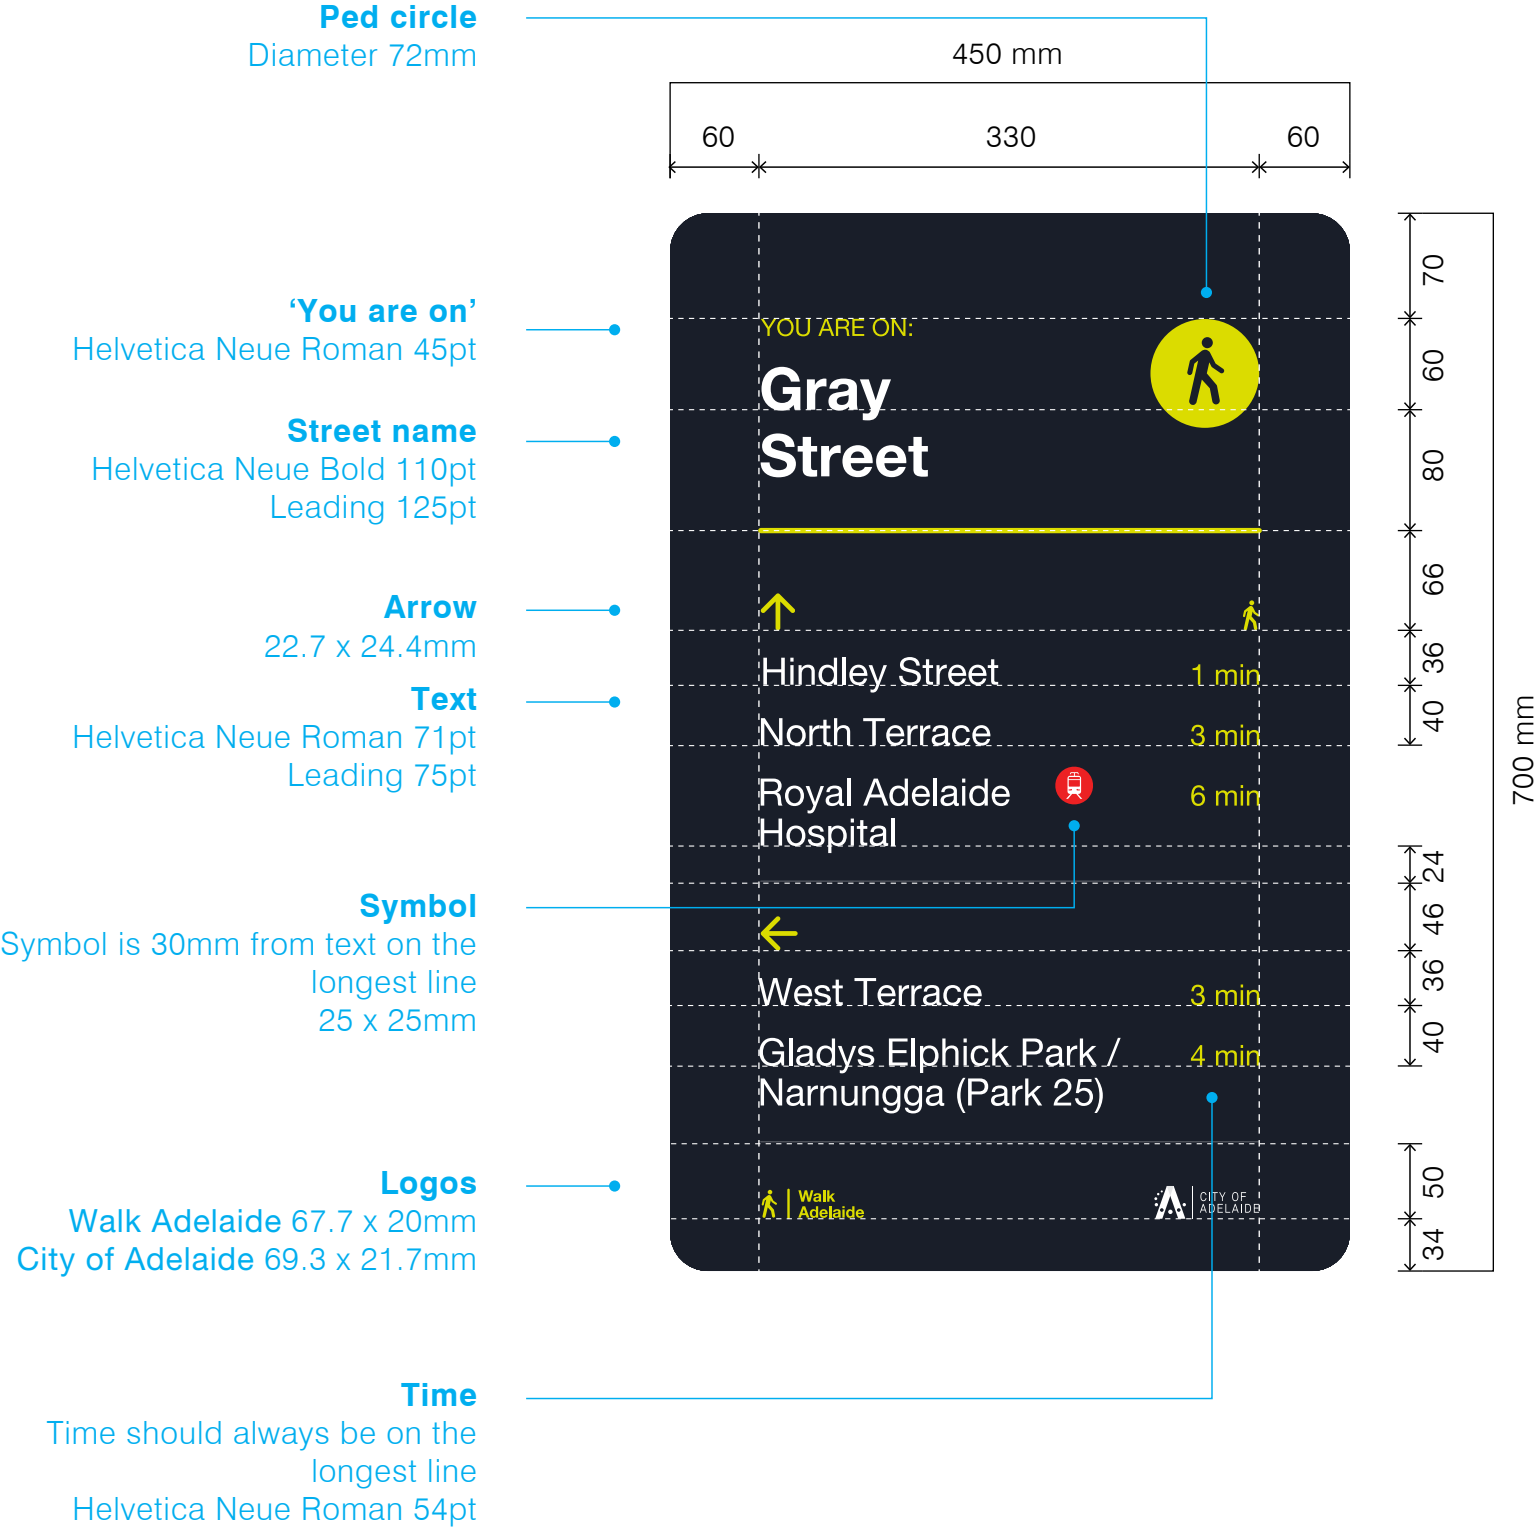 Ped circle
Diameter 72mm
450 mm
60
330
60
‘You are on’
Helvetica Neue Roman 45pt
Street name
Helvetica Neue Bold 110pt
Leading 125pt
Arrow
22.7 x 24.4mm
Text
Helvetica Neue Roman 71pt
Leading 75pt
Symbol
Symbol is 30mm from text on the
longest line
25 x 25mm
Logos
Walk Adelaide 67.7 x 20mm
City of Adelaide 69.3 x 21.7mm
Time
Time should always be on the
longest line
Helvetica Neue Roman 54pt
YOU ARE ON:
Gray
Street
Hindley Street 1 min
North Terrace 3 min
Royal Adelaide 6 min
Hospital
West Terrace 3 min
Gladys Elphick Park / 4 min
Narnungga (Park 25)
Walk
Adelaide
CITY OF
ADELAIDE
70
60
80
66
36
40
24
46
36
40
50
34
700 mm